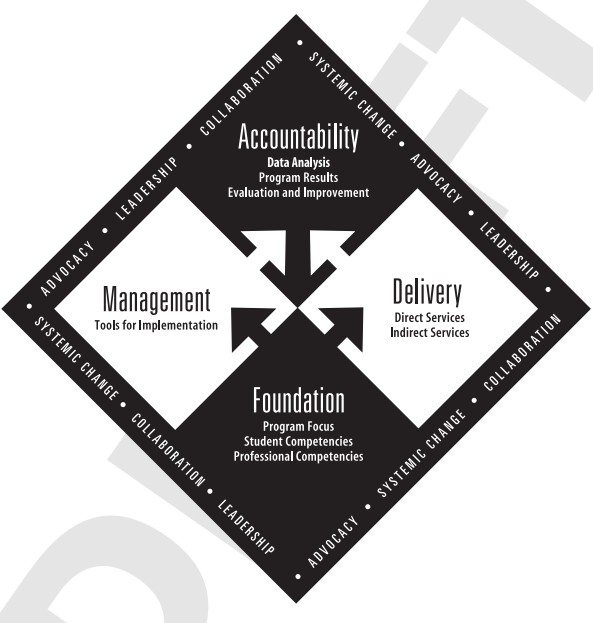 • COLLABORATION
• LEADERSHIP
• ADVOCACY
• SYSTEMIC CHANGE • ADVOCACY • LEADERSHIP •
Accountability
Data Analysis
Program Results
Evaluation and Improvement
Management
Tools for Implementation
Delivery
Direct Services
Indirect Services
Foundation
Program Focus
Student Competencies
Professional Competencies
• SYSTEMIC CHANGE • COLLABORATION • LEADERSHIP
• ADVOCACY • SYSTEMIC CHANGE • COLLABORATION